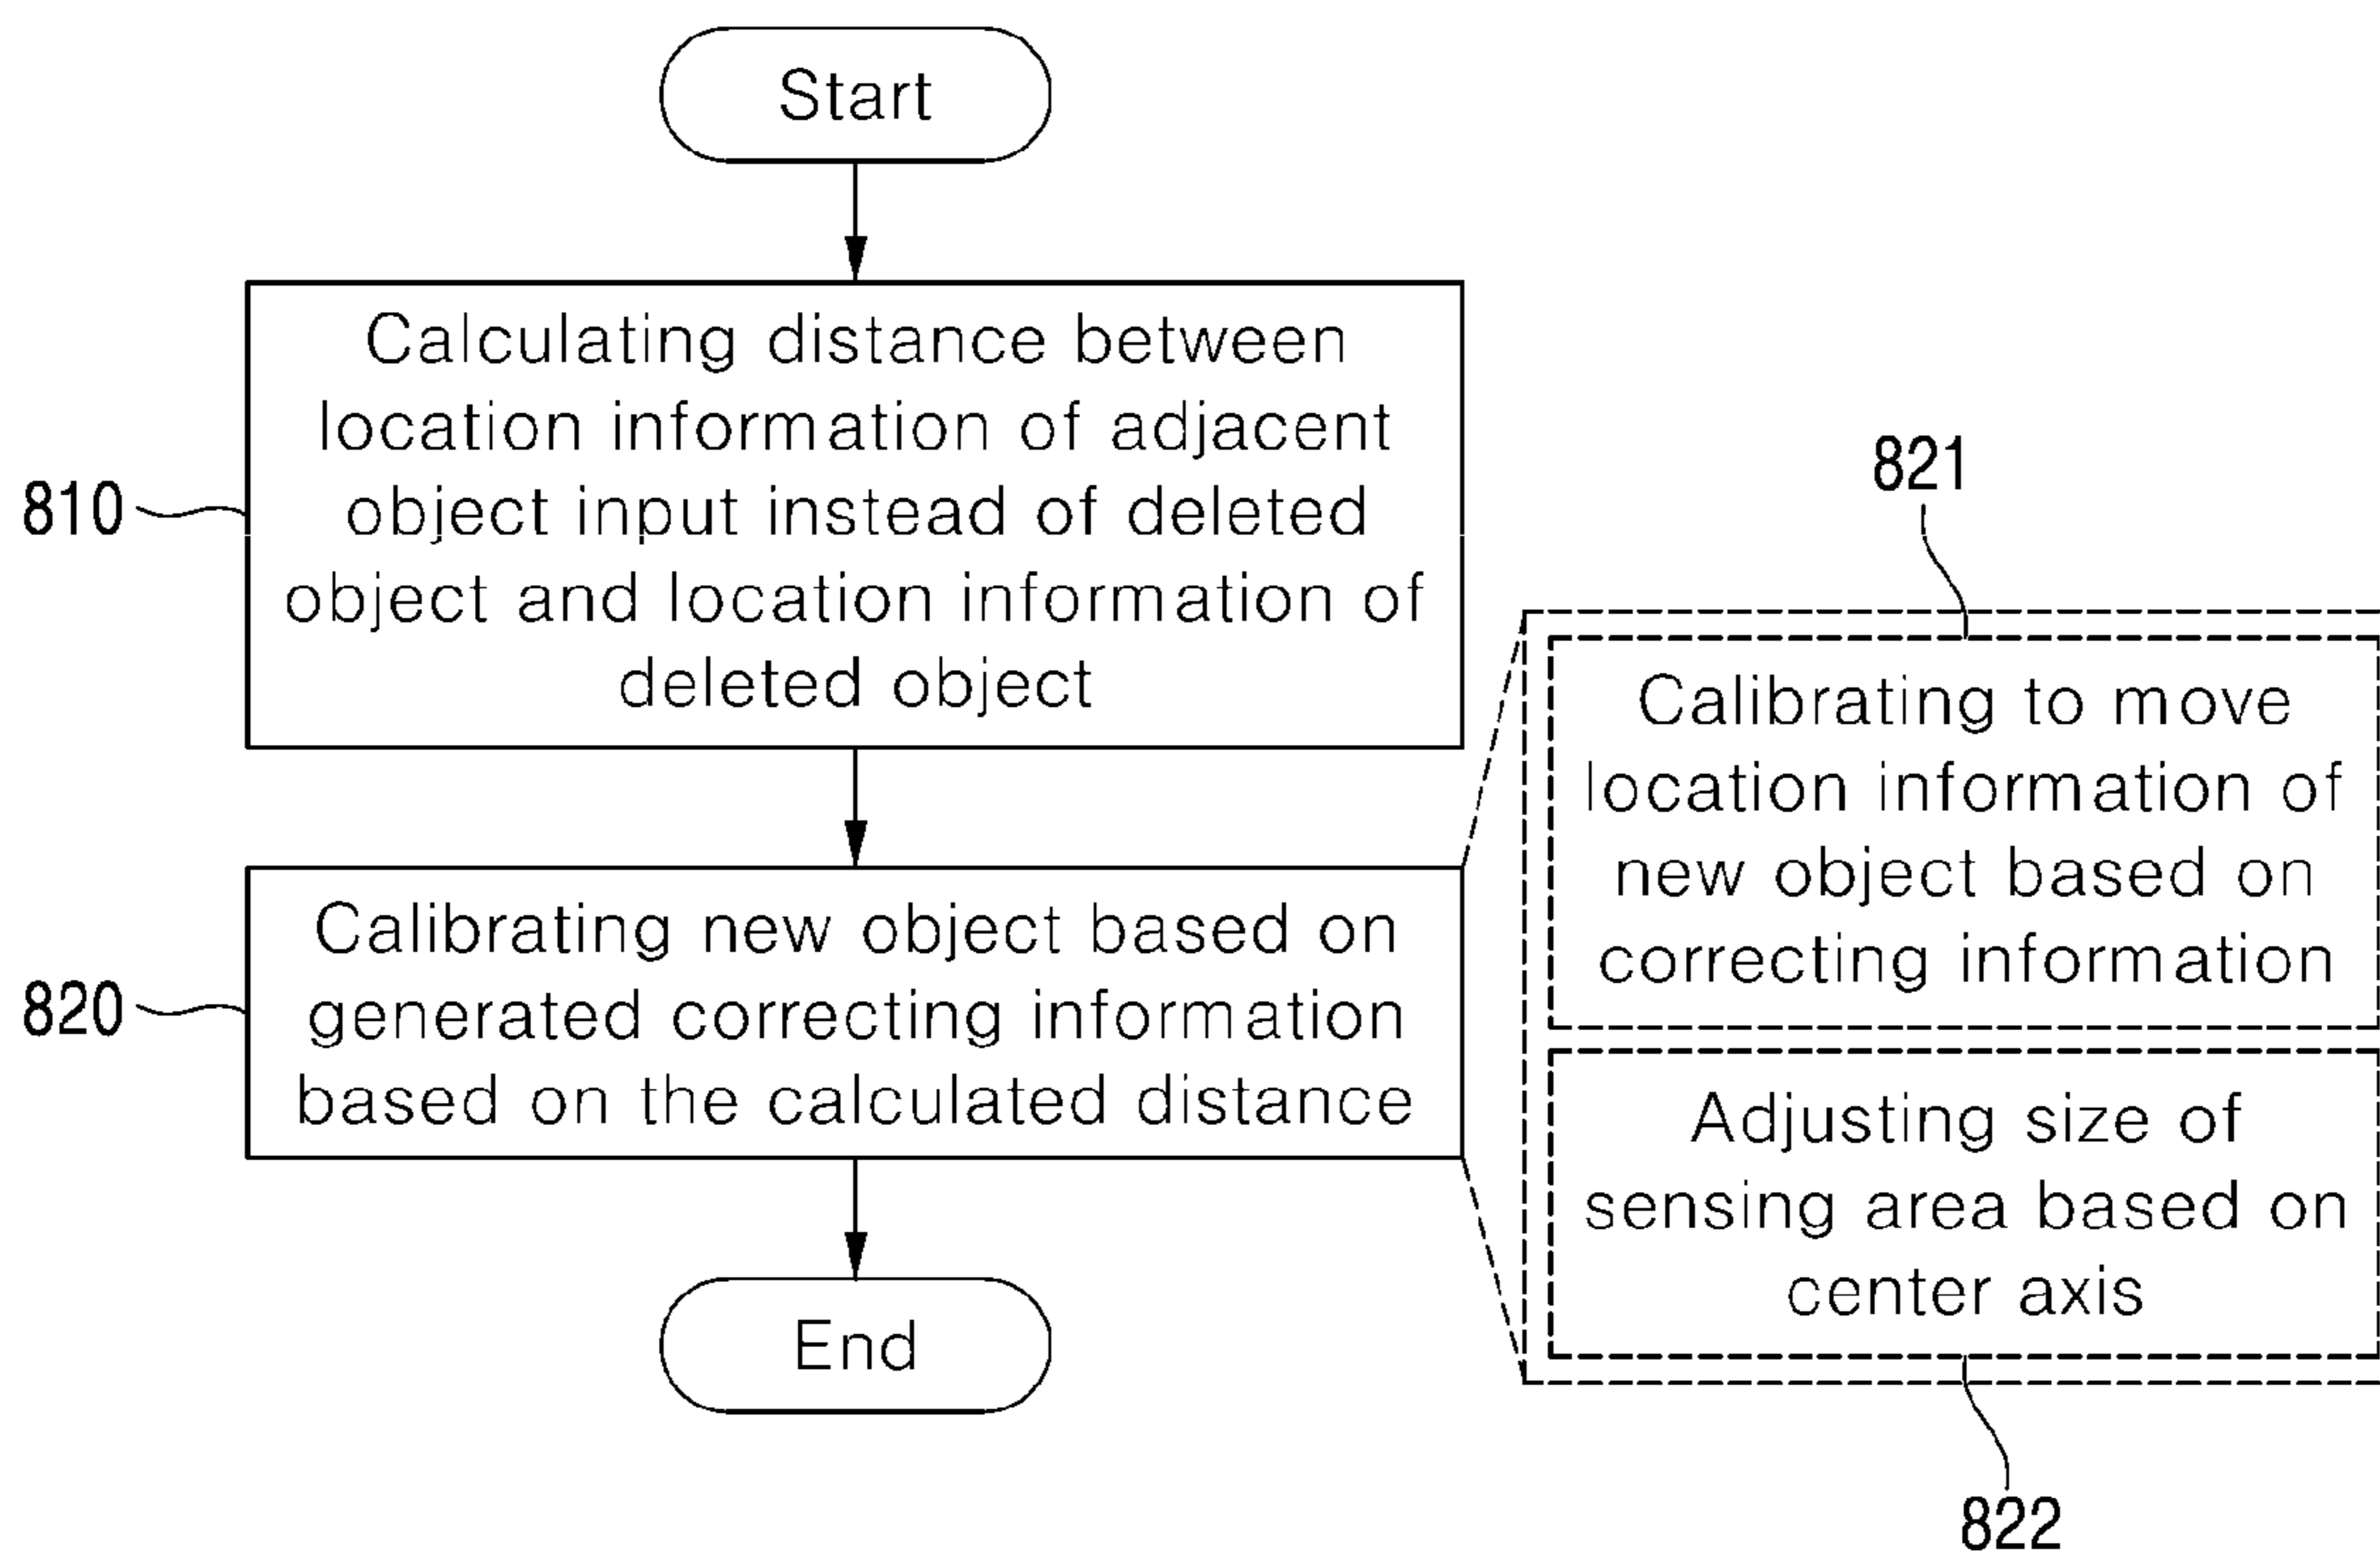 Start
810
Calculating distance between
location information of adjacent
object input instead of deleted
object and location information of
deleted object
820
Calibrating new object based on
generated correcting information
based on the calculated distance
821
Calibrating to move
location information of
new object based on
correcting information
Adjusting size of
sensing area based on
center axis
822
End